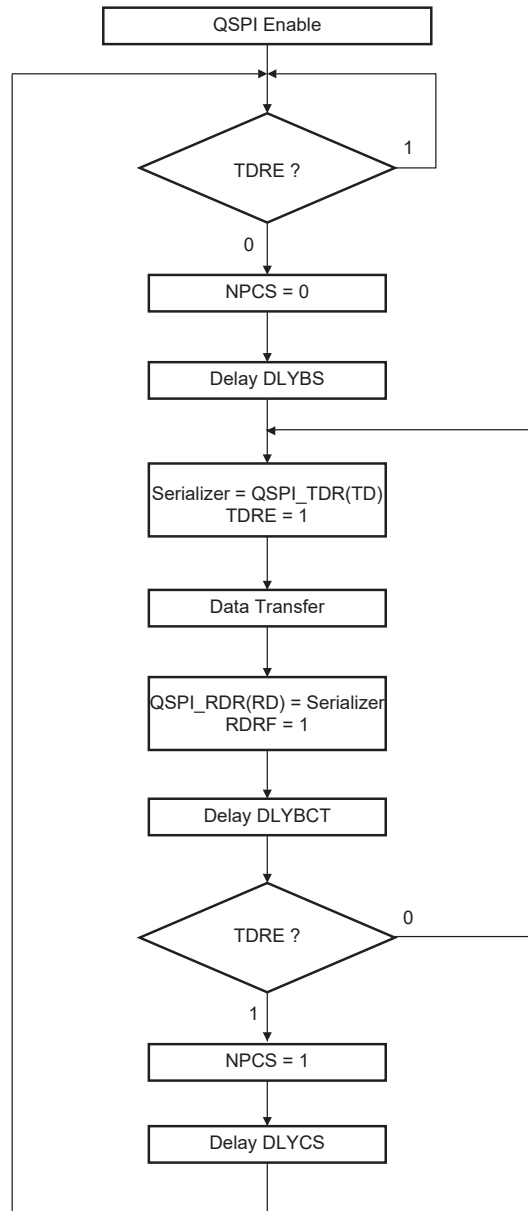 QSPI Enable
TDRE ?
1
0
NPCS = 0
Delay DLYBS
Serializer = QSPI_TDR(TD)
TDRE = 1
Data Transfer
QSPI_RDR(RD) = Serializer
RDRF = 1
Delay DLYBCT
TDRE ?
0
1
NPCS = 1
Delay DLYCS